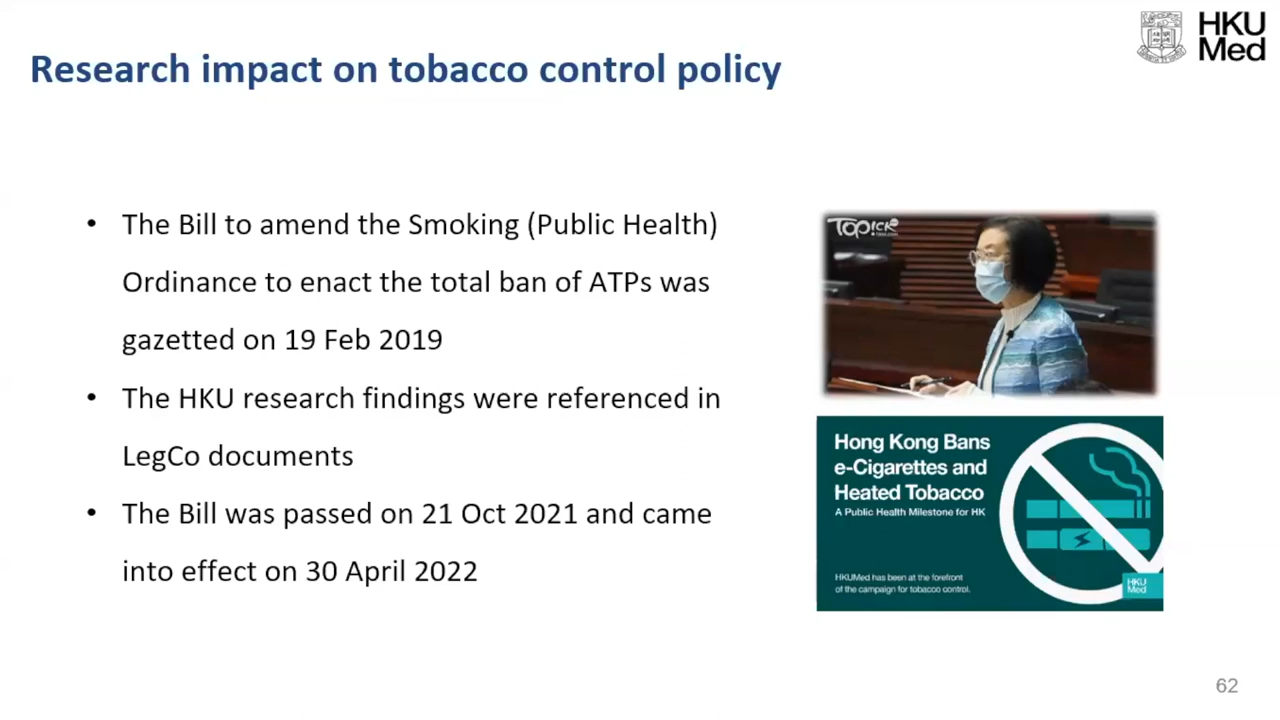 HKU
Med
Research impact on tobacco control policy
• The Bill to amend the Smoking (Public Health)
Ordinance to enact the total ban of ATPs was
gazetted on 19 Feb 2019
• The HKU research findings were referenced in
LegCo documents
• The Bill was passed on 21 Oct 2021 and came
into effect on 30 April 2022
TOPick
Hong Kong Bans
e-Cigarettes and
Heated Tobacco
A Public Health Milestone for HK
HKUMed has been at the forefront
of the campaign for tobacco control.
HKU
Med
62